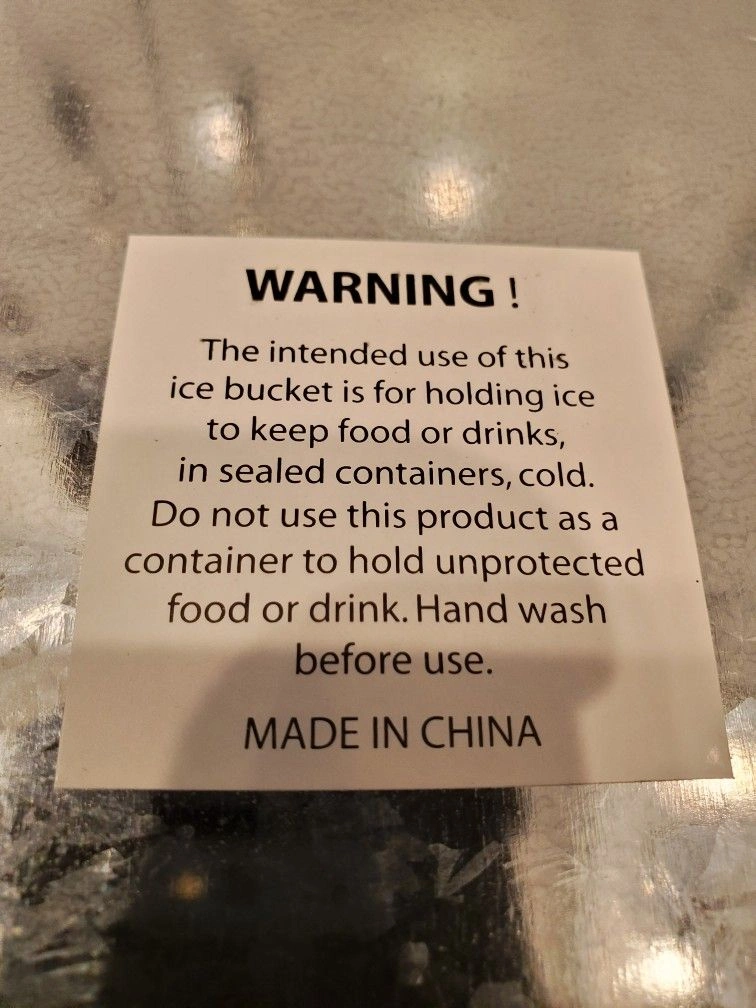 WARNING !
The intended use of this
ice bucket is for holding ice
to keep food or drinks,
in sealed containers, cold.
Do not use this product as a
container to hold unprotected
food or drink. Hand wash
before use.
MADE IN CHINA